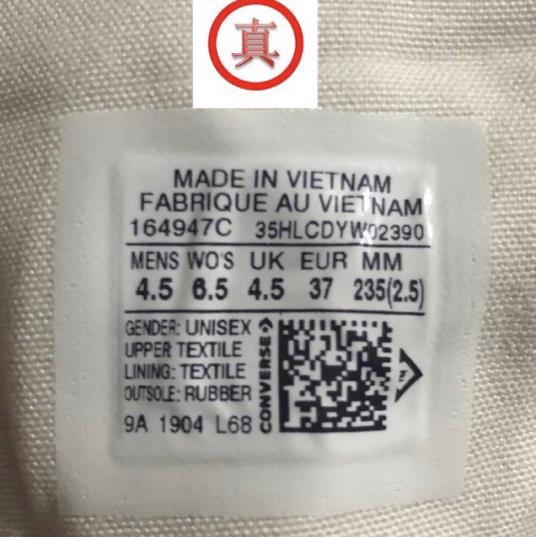 真
MADE IN VIETNAM
FABRIQUE AU VIETNAM
164947C 35HLCDYW02390
MENS WO'S UK EUR MM
4.5 6.5 4.5 37 235(2.5)
GENDER: UNISEX
UPPER: TEXTILE
LINING: TEXTILE
OUTSOLE: RUBBER
9A 1904 L68
CONVERSE
TM